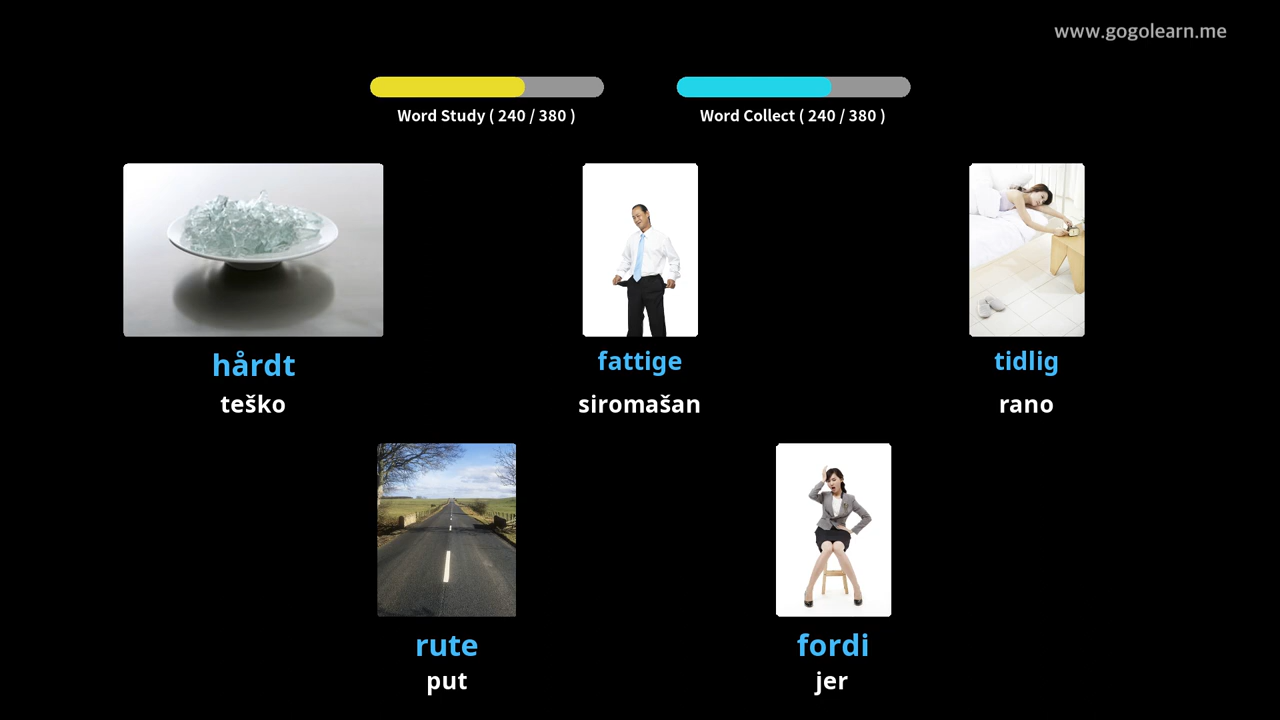 www.gogolearn.me
Word Study ( 240 / 380 )
Word Collect ( 240 / 380 )
hårdt
teško
fattige
siromašan
tidlig
rano
rute
put
fordi
jer